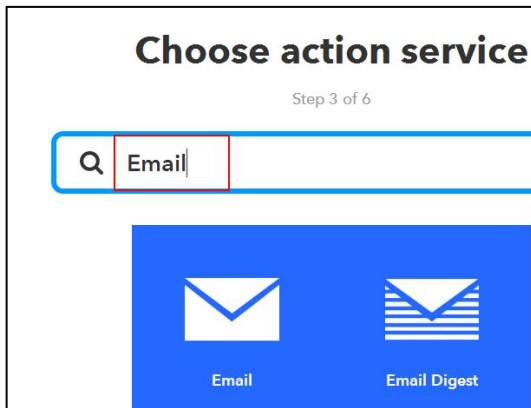 Choose action service
Step 3 of 6
Email
Email Email Digest